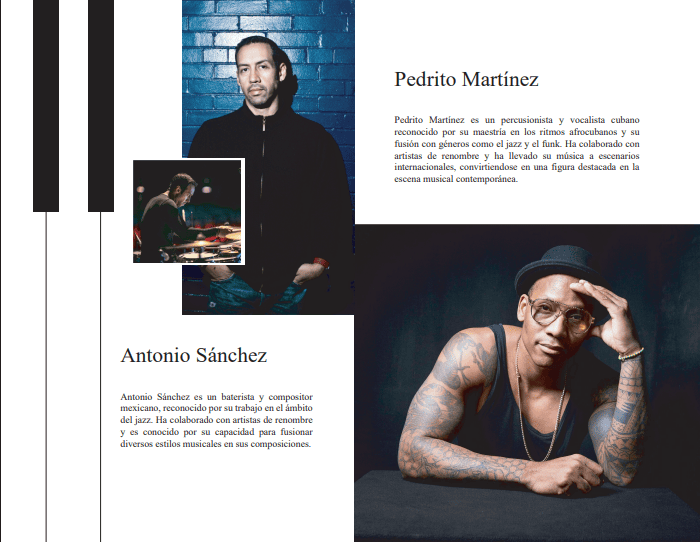 Pedrito Martínez
Pedrito Martínez es un percusionista y vocalista cubano
reconocido por su maestría en los ritmos afrocubanos y su
fusión con géneros como el jazz y el funk. Ha colaborado con
artistas de renombre y ha llevado su música a escenarios
internacionales, convirtiendose en una figura destacada en la
escena musical contemporánea.
Antonio Sánchez
Antonio Sánchez es un baterista y compositor
mexicano, reconocido por su trabajo en el ámbito
del jazz. Ha colaborado con artistas de renombre
y es conocido por su capacidad para fusionar
diversos estilos musicales en sus composiciones.